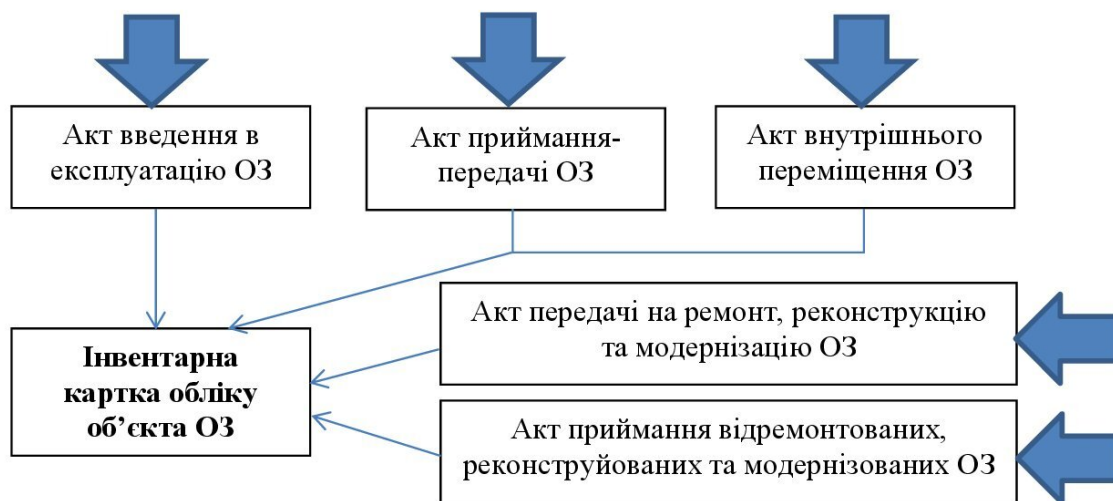 Акт введення в
експлуатацію ОЗ
Акт приймання-
передачі ОЗ
Акт внутрішнього
переміщення ОЗ
Акт передачі на ремонт, реконструкцію
та модернізацію ОЗ
Інвентарна
картка обліку
об’єкта ОЗ
Акт приймання відремонтованих,
реконструйованих та модернізованих ОЗ